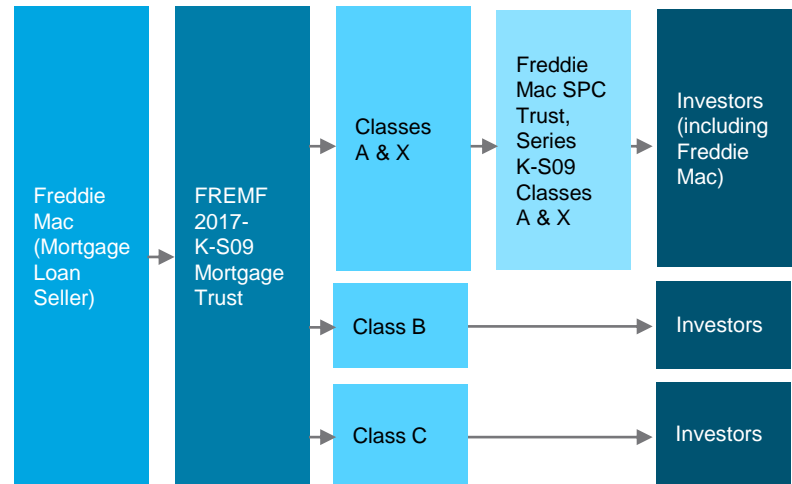 Freddie
Mac
(Mortgage
Loan
Seller)
FREMF
2017-
K-S09
Mortgage
Trust
Classes
A & X
Freddie
Mac SPC
Trust,
Series
K-S09
Classes
A & X
Investors
(including
Freddie
Mac)
Class B
Investors
Class C
Investors